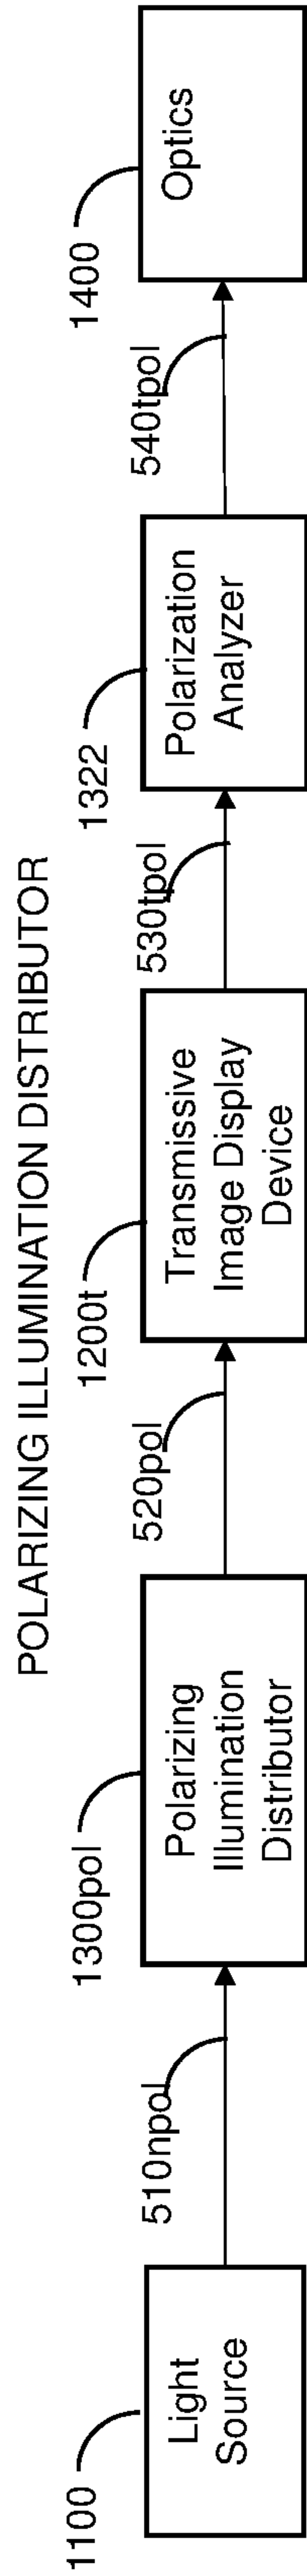 POLARIZING ILLUMINATION DISTRIBUTOR
1100
Light
Source
510npol
1300pol
Polarizing
Illumination
Distributor
520pol
1200t
Transmissive
Image Display
Device
530tpol
1322
Polarization
Analyzer
540tpol
1400
Optics